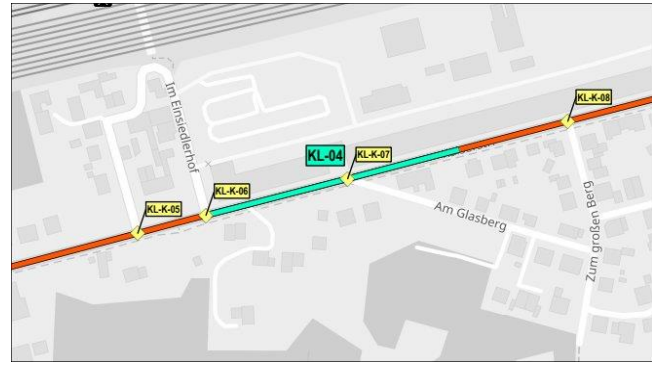 KL-K-08
Im Einsiedlerhof
KL-04
KL-K-07
KL-K-06
KL-K-05
Am Glasberg
Zum großen Berg